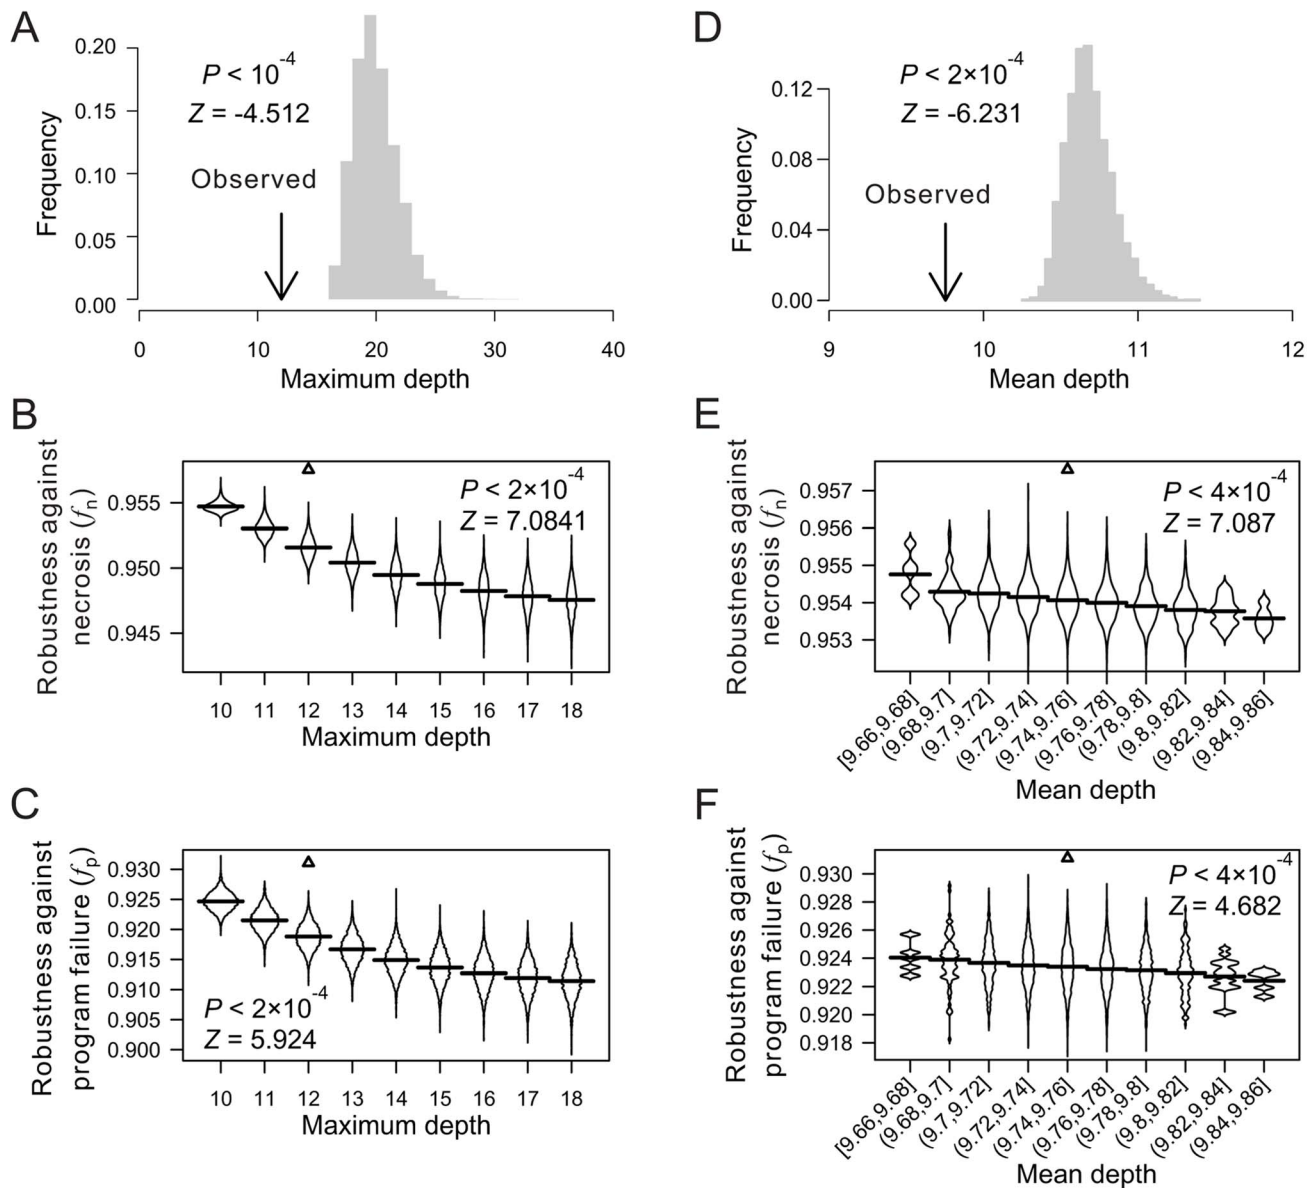 A
0.20
0.15
0.10
0.05
0.00
Frequency
P < 10-4
Z = -4.512
Observed
0 10 20 30 40
Maximum depth
D
0.12
0.08
0.04
0.00
Frequency
P < 2×10-4
Z = -6.231
Observed
9 10 11 12
Mean depth
B
Robustness against
necrosis (fn)
0.955
0.950
0.945
P < 2×10-4
Z = 7.0841
10 11 12 13 14 15 16 17 18
Maximum depth
E
Robustness against
necrosis (fn)
0.957
0.956
0.955
0.954
0.953
P < 4×10-4
Z = 7.087
[9.66,9.68]
(9.68,9.7]
(9.7,9.72]
(9.72,9.74]
(9.74,9.76]
(9.76,9.78]
(9.78,9.8]
(9.8,9.82]
(9.82,9.84]
(9.84,9.86]
Mean depth
C
Robustness against
program failure (fp)
0.930
0.925
0.920
0.915
0.910
0.905
0.900
P < 2×10-4
Z = 5.924
10 11 12 13 14 15 16 17 18
Maximum depth
F
Robustness against
program failure (fp)
0.930
0.928
0.926
0.924
0.922
0.920
0.918
P < 4×10-4
Z = 4.682
[9.66,9.68]
(9.68,9.7]
(9.7,9.72]
(9.72,9.74]
(9.74,9.76]
(9.76,9.78]
(9.78,9.8]
(9.8,9.82]
(9.82,9.84]
(9.84,9.86]
Mean depth